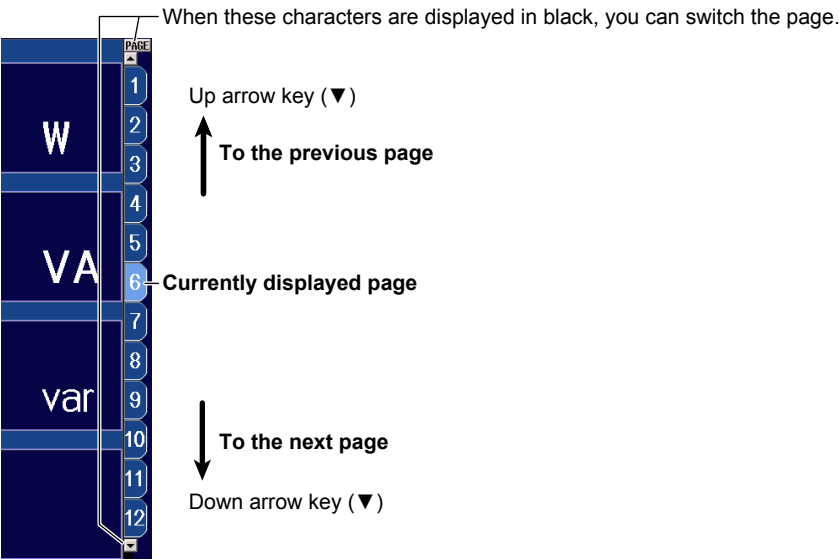 When these characters are displayed in black, you can switch the page.
PAGE
1
Up arrow key (▼)
2
W
To the previous page
3
4
5
VA
6
Currently displayed page
7
8
var
9
10
To the next page
11
Down arrow key (▼)
12